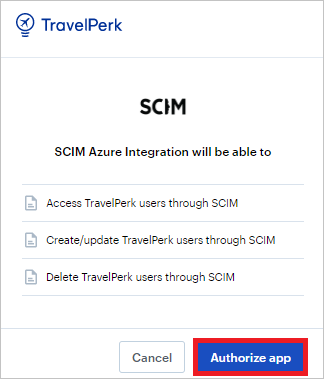 TravelPerk
SCIM
SCIM Azure Integration will be able to
Access TravelPerk users through SCIM
Create/update TravelPerk users through SCIM
Delete TravelPerk users through SCIM
Cancel
Authorize app